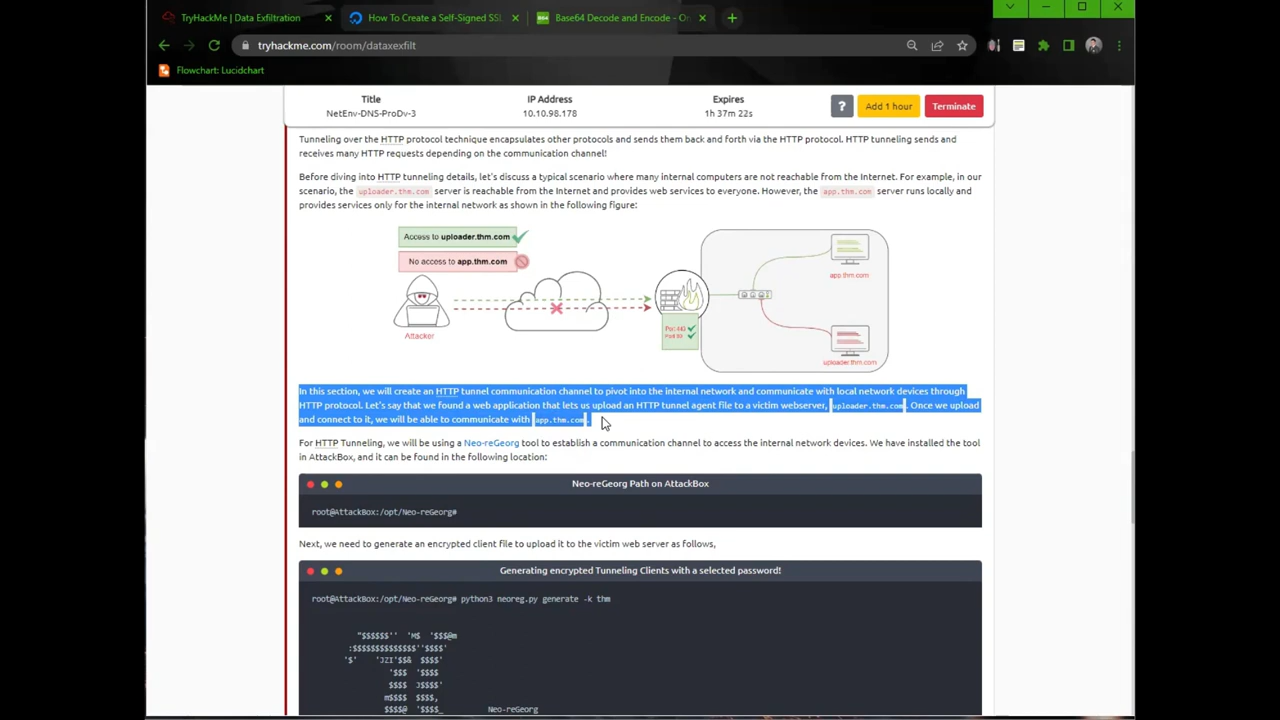 TryHackMe | Data Exfiltration
How To Create a Self-Signed SSL
Base64 Decode and Encode - On
tryhackme.com/room/dataxexfilt
Flowchart: Lucidchart
Title
NetEnv-DNS-ProDv-3
IP Address
10.10.98.178
Expires
1h 37m 22s
?
Add 1 hour
Terminate
Tunneling over the HTTP protocol technique encapsulates other protocols and sends them back and forth via the HTTP protocol. HTTP tunneling sends and
receives many HTTP requests depending on the communication channel!
Before diving into HTTP tunneling details, let's discuss a typical scenario where many internal computers are not reachable from the Internet. For example, in our
scenario, the uploader.thm.com server is reachable from the Internet and provides web services to everyone. However, the app.thm.com server runs locally and
provides services only for the internal network as shown in the following figure:
Access to uploader.thm.com
No access to app.thm.com
Attacker
Port 443
Port 80
app.thm.com
uploader.thm.com
In this section, we will create an HTTP tunnel communication channel to pivot into the internal network and communicate with local network devices through
HTTP protocol. Let's say that we found a web application that lets us upload an HTTP tunnel agent file to a victim webserver, uploader.thm.com. Once we upload
and connect to it, we will be able to communicate with app.thm.com.
For HTTP Tunneling, we will be using a Neo-reGeorg tool to establish a communication channel to access the internal network devices. We have installed the tool
in AttackBox, and it can be found in the following location:
Neo-reGeorg Path on AttackBox
root@AttackBox:/opt/Neo-reGeorg#
Next, we need to generate an encrypted client file to upload it to the victim web server as follows,
Generating encrypted Tunneling Clients with a selected password!
root@AttackBox:/opt/Neo-reGeorg# python3 neoreg.py generate -k thm
"$$$$$$'' 'M$ '$$$@m
:$$$$$$$$$$$$$$''$$$$'
'$' 'JZI'$$& $$$$'
'$$$ '$$$$
$$$$ J$$$$'
m$$$$ $$$$,
$$$$@ '$$$$_ Neo-reGeorg